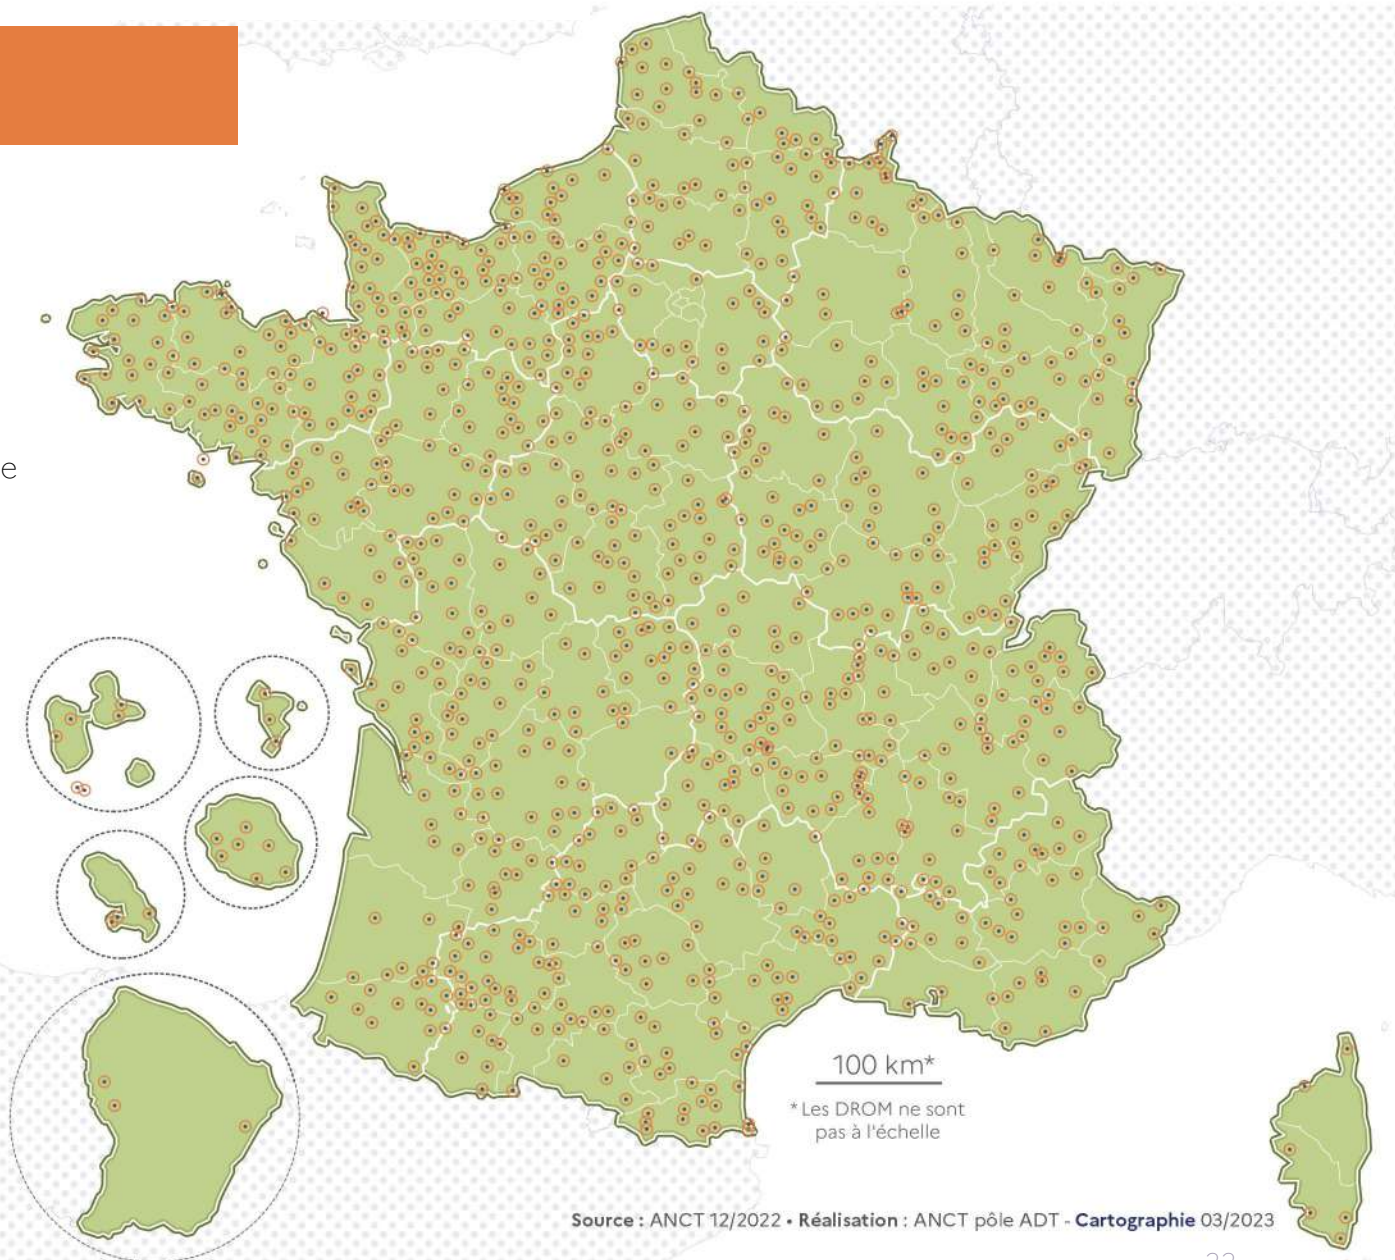 e
100 km*
* Les DROM ne sont
pas à l'échelle
Source : ANCT 12/2022 • Réalisation : ANCT pôle ADT - Cartographie 03/2023